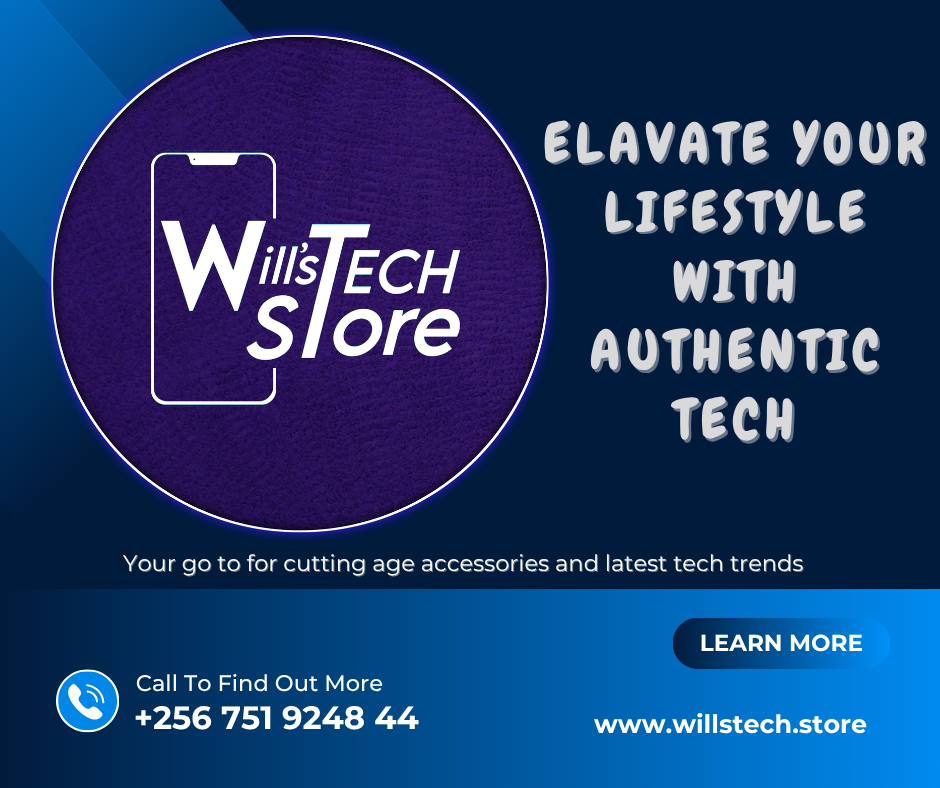 Will's TECH
STore
ELAVATE YOUR
LIFESTYLE
WITH
AUTHENTIC
TECH
Your go to for cutting age accessories and latest tech trends
LEARN MORE
Call To Find Out More
+256 751 9248 44
www.willstech.store